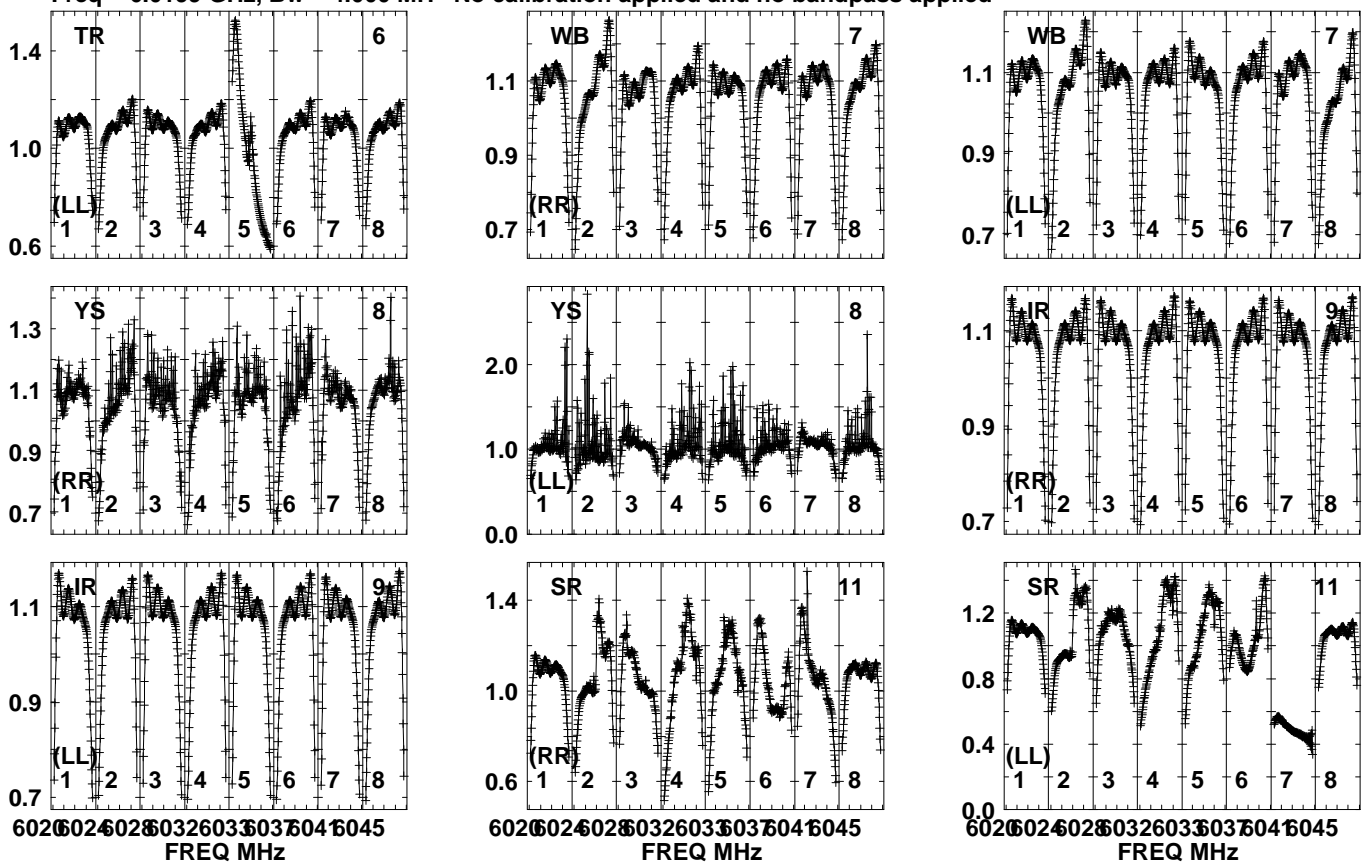 No calibration applied and no bandpass applied
TR 6
1.4
1.0
0.6
(LL)
1 2 3 4 5 6 7 8
WB 7
1.1
0.9
0.7
(RR)
1 2 3 4 5 6 7 8
WB 7
1.1
0.9
0.7
(LL)
1 2 3 4 5 6 7 8
YS 8
1.3
1.1
0.9
0.7
(RR)
1 2 3 4 5 6 7 8
YS 8
2.0
1.0
0.0
(LL)
1 2 3 4 5 6 7 8
IR 9
1.1
0.9
0.7
(RR)
1 2 3 4 5 6 7 8
IR 9
1.1
0.9
0.7
(LL)
1 2 3 4 5 6 7 8
6020 6024 6028 6032 6033 6037 6041 6045
FREQ MHz
SR 11
1.4
1.0
0.6
(RR)
1 2 3 4 5 6 7 8
6020 6024 6028 6032 6033 6037 6041 6045
FREQ MHz
SR 11
1.2
0.8
0.4
0.0
(LL)
1 2 3 4 5 6 7 8
6020 6024 6028 6032 6033 6037 6041 6045
FREQ MHz